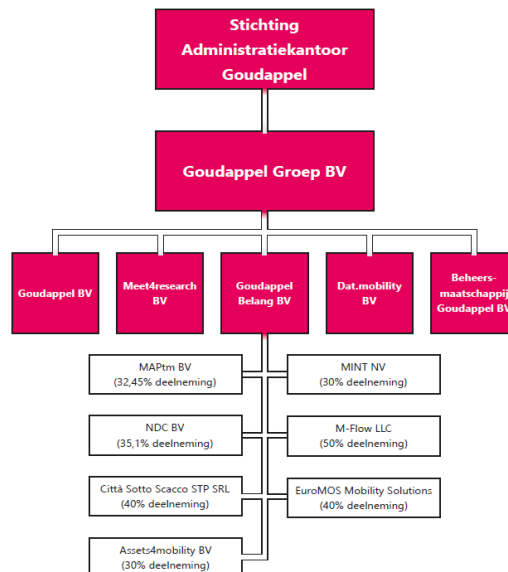 Stichting
Administratiekantoor
Goudappel
Goudappel Groep BV
Goudappel BV
Meet4research
BV
Goudappel
Belang BV
Dat.mobility
BV
Beheers-
maatschappij
Goudappel BV
MAPtm BV
(32,45% deelneming)
MINT NV
(30% deelneming)
NDC BV
(35,1% deelneming)
M-Flow LLC
(50% deelneming)
Città Sotto Scacco STP SRL
(40% deelneming)
EuroMOS Mobility Solutions
(40% deelneming)
Assets4mobility BV
(30% deelneming)